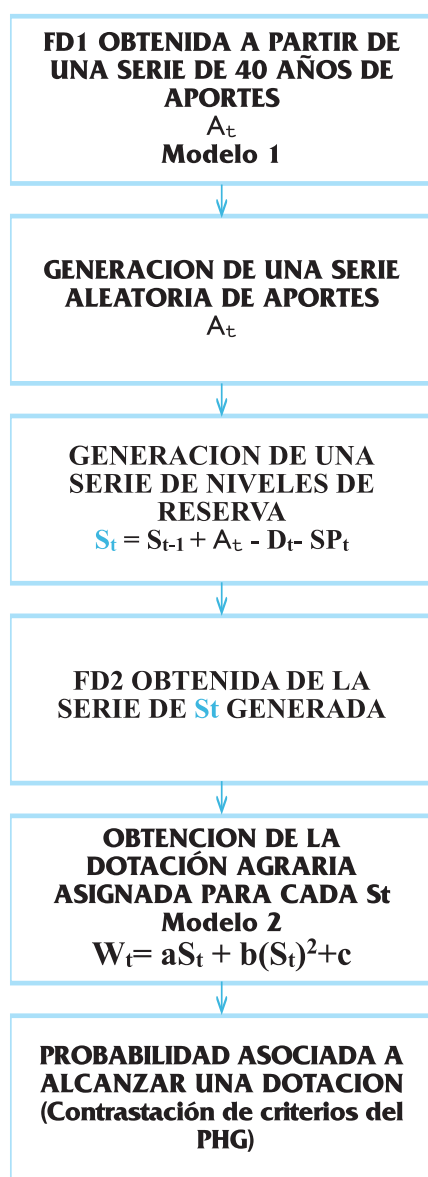 FD1 OBTENIDA A PARTIR DE
UNA SERIE DE 40 AÑOS DE
APORTES
At
Modelo 1
GENERACION DE UNA SERIE
ALEATORIA DE APORTES
At
GENERACION DE UNA
SERIE DE NIVELES DE
RESERVA
St = St-1 + At - Dt- SPt
FD2 OBTENIDA DE LA
SERIE DE St GENERADA
OBTENCION DE LA
DOTACIÓN AGRARIA
ASIGNADA PARA CADA St
Modelo 2
Wt= aSt + b(St)²+c
PROBABILIDAD ASOCIADA A
ALCANZAR UNA DOTACION
(Contrastación de criterios del
PHG)